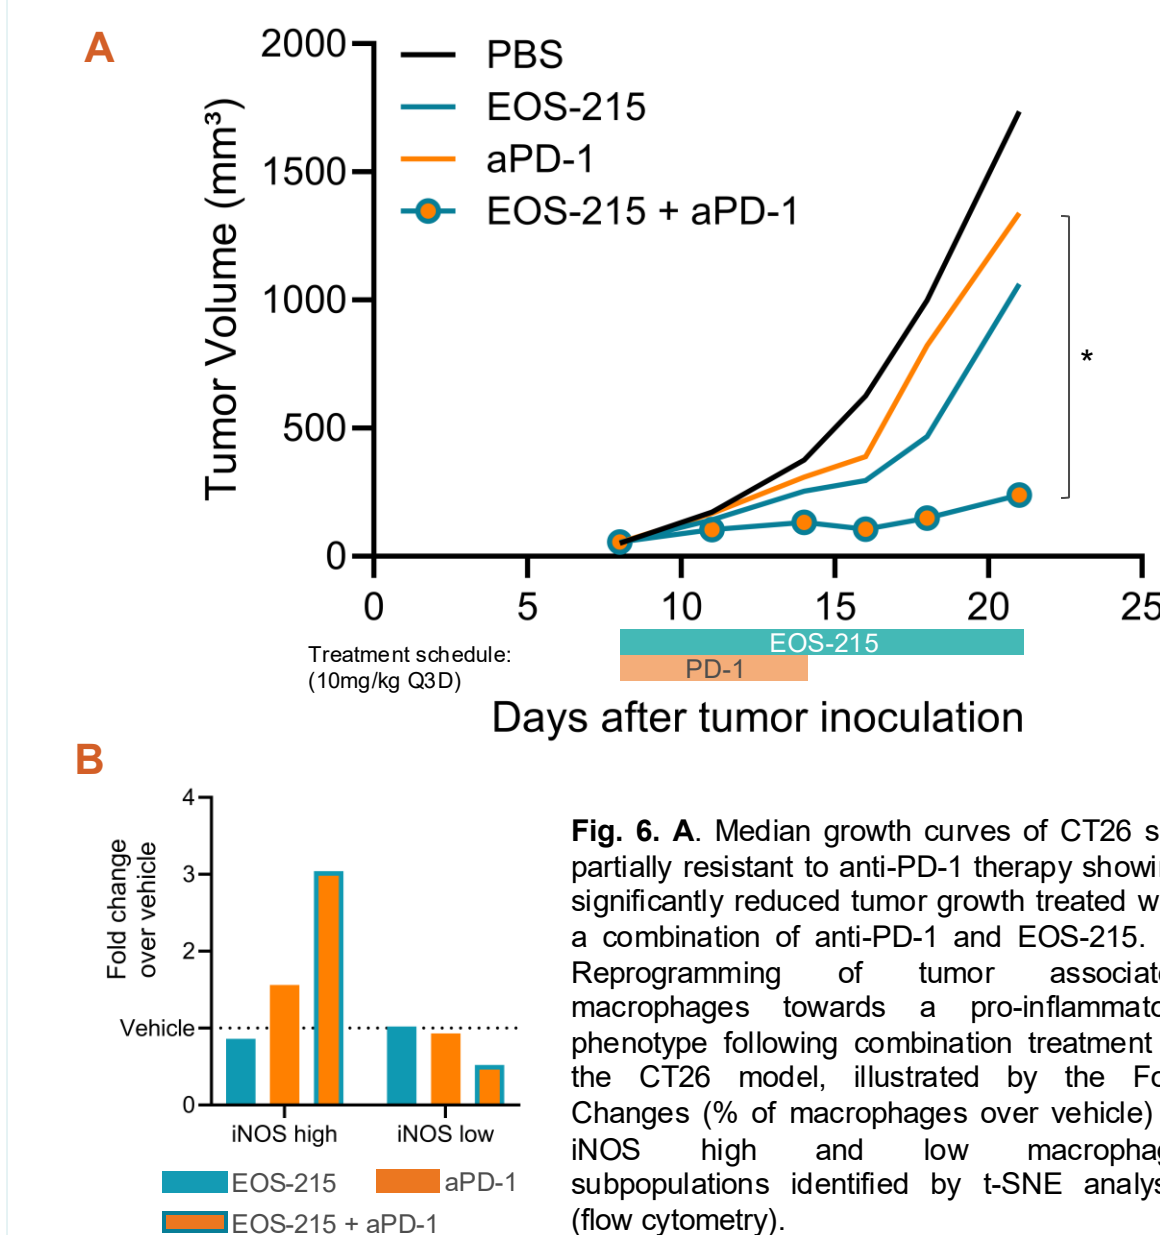 A
2000
PBS
EOS-215
aPD-1
EOS-215 + aPD-1
1500
1000
500
0
Tumor Volume (mm³)
*
0 5 10 15 20 25
Treatment schedule:
(10mg/kg Q3D)
EOS-215
PD-1
Days after tumor inoculation
B
4
3
2
Vehicle
0
Fold change
over vehicle
iNOS high iNOS low
EOS-215 aPD-1
EOS-215 + aPD-1
Fig. 6. A. Median growth curves of CT26
partially resistant to anti-PD-1 therapy
significantly reduced tumor growth treated
a combination of anti-PD-1 and EOS-215.
Reprogramming of tumor
macrophages towards a
phenotype following combination treatment
the CT26 model, illustrated by the
Changes (% of macrophages over vehicle)
iNOS high and low
subpopulations identified by t-SNE
(flow cytometry).